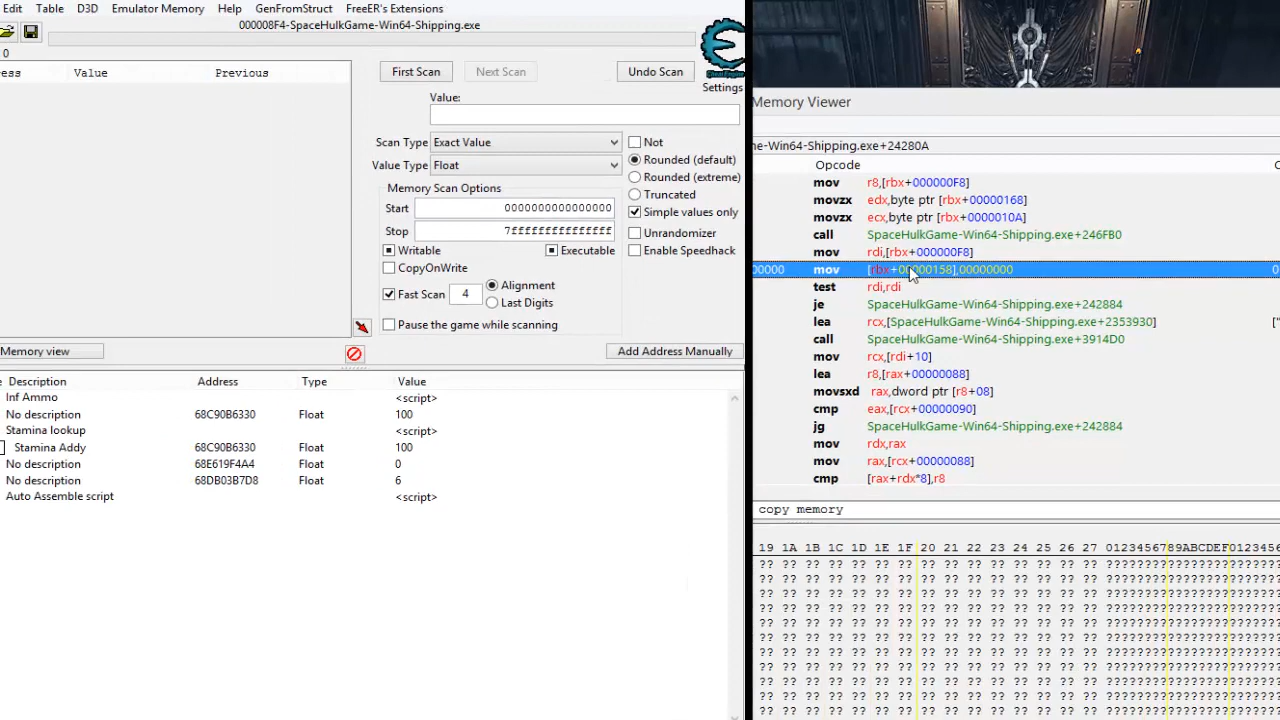 Edit Table D3D Emulator Memory Help GenFromStruct FreeER's Extensions
000008F4-SpaceHulkGame-Win64-Shipping.exe
0
ess Value Previous
First Scan Next Scan Undo Scan
Cheat Engine
Settings
Value:
Scan Type Exact Value Not
Value Type Float Rounded (default)
Rounded (extreme)
Memory Scan Options Truncated
Start 0000000000000000 Simple values only
Stop 7fffffffffffffff Unrandomizer
Writable Executable Enable Speedhack
CopyOnWrite
Fast Scan 4 Alignment
Last Digits
Pause the game while scanning
Memory view Add Address Manually
Description Address Type Value
Inf Ammo <script>
No description 68C90B6330 Float 100
Stamina lookup <script>
Stamina Addy 68C90B6330 Float 100
No description 68E619F4A4 Float 0
No description 68DB03B7D8 Float 6
Auto Assemble script <script>
Memory Viewer
e-Win64-Shipping.exe+24280A
Opcode C
mov r8,[rbx+000000F8]
movzx edx,byte ptr [rbx+00000168]
movzx ecx,byte ptr [rbx+0000010A]
call SpaceHulkGame-Win64-Shipping.exe+246FB0
mov rdi,[rbx+000000F8]
00000 mov [rbx+00000158],00000000 0
test rdi,rdi
je SpaceHulkGame-Win64-Shipping.exe+242884
lea rcx,[SpaceHulkGame-Win64-Shipping.exe+2353930] ["
call SpaceHulkGame-Win64-Shipping.exe+3914D0
mov rcx,[rdi+10]
lea r8,[rax+00000088]
movsxd rax,dword ptr [r8+08]
cmp eax,[rcx+00000090]
jg SpaceHulkGame-Win64-Shipping.exe+242884
mov rdx,rax
mov rax,[rcx+00000088]
cmp [rax+rdx*8],r8
copy memory
19 1A 1B 1C 1D 1E 1F 20 21 22 23 24 25 26 27 0123456789ABCDEF0123456
?? ?? ?? ?? ?? ?? ?? ?? ?? ?? ?? ?? ?? ?? ?? ???????????????????????
?? ?? ?? ?? ?? ?? ?? ?? ?? ?? ?? ?? ?? ?? ?? ???????????????????????
?? ?? ?? ?? ?? ?? ?? ?? ?? ?? ?? ?? ?? ?? ?? ???????????????????????
?? ?? ?? ?? ?? ?? ?? ?? ?? ?? ?? ?? ?? ?? ?? ???????????????????????
?? ?? ?? ?? ?? ?? ?? ?? ?? ?? ?? ?? ?? ?? ?? ???????????????????????
?? ?? ?? ?? ?? ?? ?? ?? ?? ?? ?? ?? ?? ?? ?? ???????????????????????
?? ?? ?? ?? ?? ?? ?? ?? ?? ?? ?? ?? ?? ?? ?? ???????????????????????
?? ?? ?? ?? ?? ?? ?? ?? ?? ?? ?? ?? ?? ?? ?? ???????????????????????
?? ?? ?? ?? ?? ?? ?? ?? ?? ?? ?? ?? ?? ?? ?? ???????????????????????
?? ?? ?? ?? ?? ?? ?? ?? ?? ?? ?? ?? ?? ?? ?? ???????????????????????
?? ?? ?? ?? ?? ?? ?? ?? ?? ?? ?? ?? ?? ?? ?? ???????????????????????